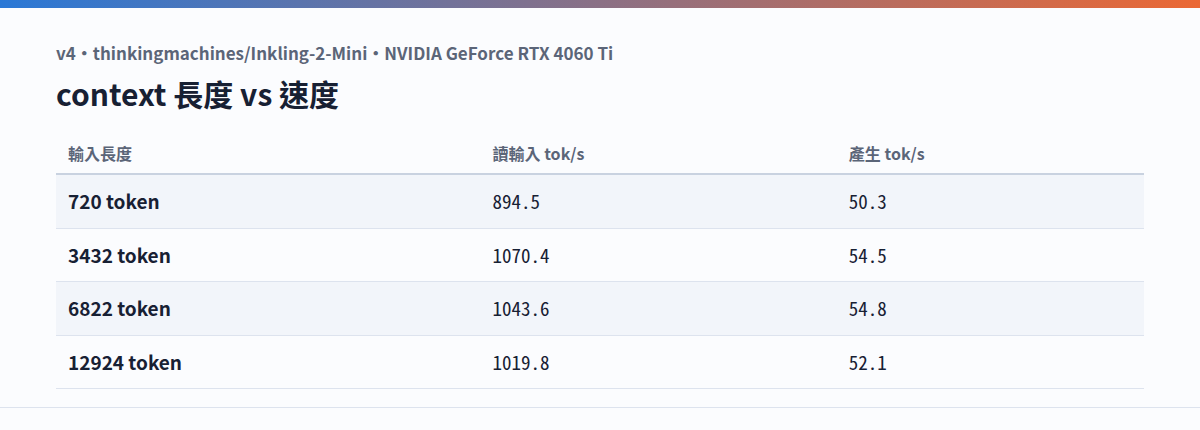 v4・thinkingmachines/Inkling-2-Mini・NVIDIA GeForce RTX 4060 Ti
context 長度 vs 速度
輸入長度 讀輸入 tok/s 產生 tok/s
720 token 894.5 50.3
3432 token 1070.4 54.5
6822 token 1043.6 54.8
12924 token 1019.8 52.1